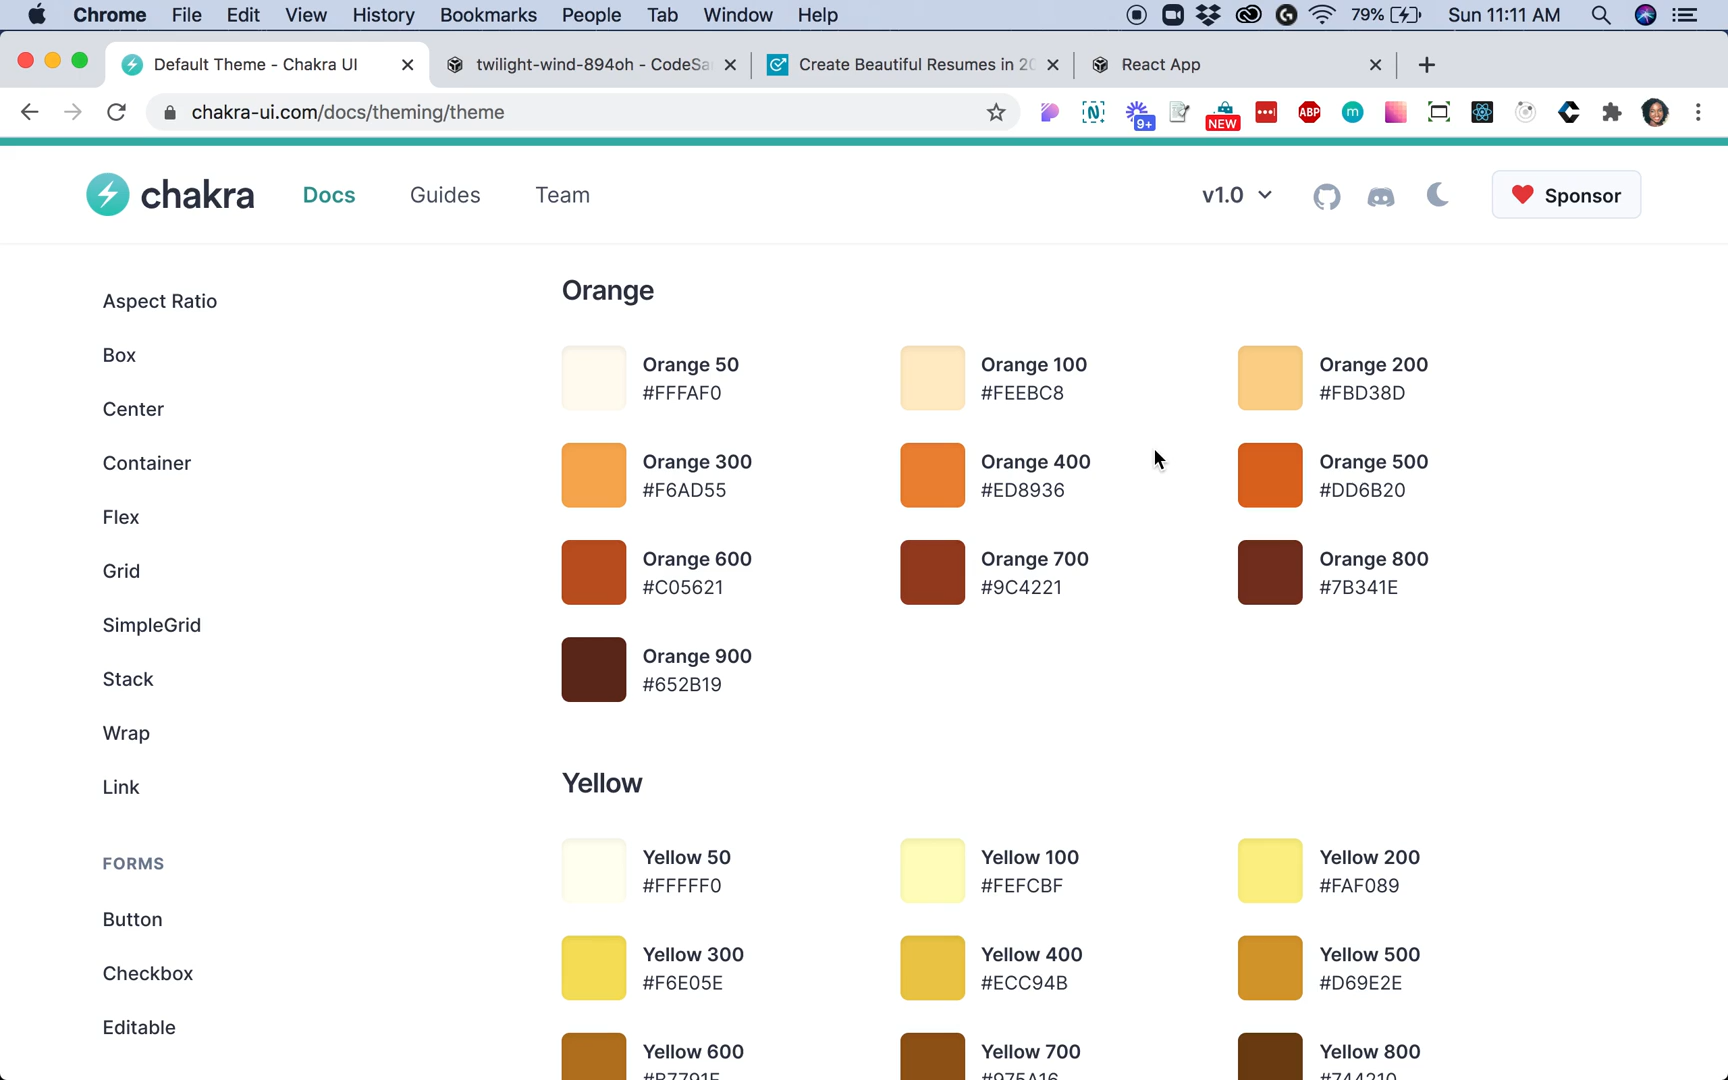 Chrome File Edit View History Bookmarks People Tab Window Help 79% Sun 11:11 AM
Default Theme - Chakra UI twilight-wind-894oh - CodeSa Create Beautiful Resumes in 20 React App
chakra-ui.com/docs/theming/theme 9+ NEW ABP m
chakra Docs Guides Team v1.0 Sponsor
Aspect Ratio
Box
Center
Container
Flex
Grid
SimpleGrid
Stack
Wrap
Link
FORMS
Button
Checkbox
Editable
Orange
Orange 50 Orange 100 Orange 200
#FFFAF0 #FEEBC8 #FBD38D
Orange 300 Orange 400 Orange 500
#F6AD55 #ED8936 #DD6B20
Orange 600 Orange 700 Orange 800
#C05621 #9C4221 #7B341E
Orange 900
#652B19
Yellow
Yellow 50 Yellow 100 Yellow 200
#FFFFF0 #FEFCBF #FAF089
Yellow 300 Yellow 400 Yellow 500
#F6E05E #ECC94B #D69E2E
Yellow 600 Yellow 700 Yellow 800
#B7791F #975A16 #744210